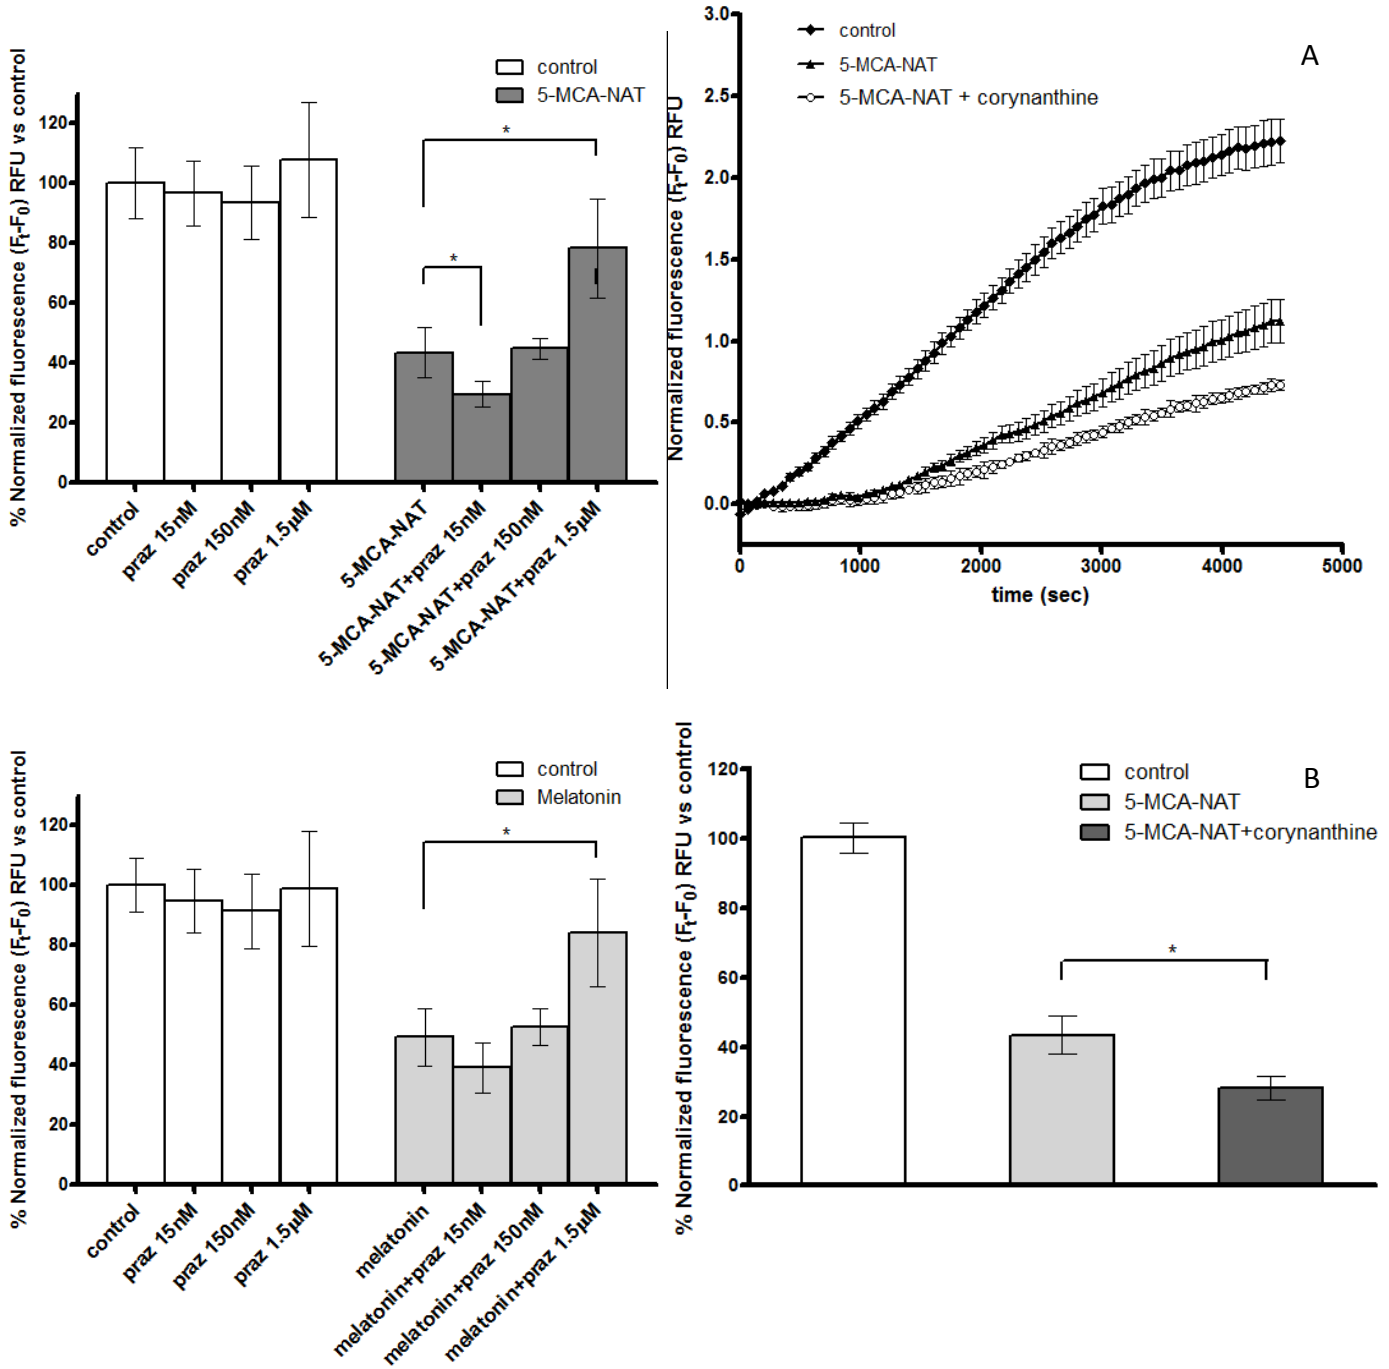 % Normalized fluorescence (Ft-F0) RFU vs control
control
5-MCA-NAT
*
*
120
100
80
60
40
20
0
control
praz 15nM
praz 150nM
praz 1.5µM
5-MCA-NAT
5-MCA-NAT+praz 15nM
5-MCA-NAT+praz 150nM
5-MCA-NAT+praz 1.5µM
A
Normalized fluorescence (Ft-F0) RFU
control
5-MCA-NAT
5-MCA-NAT + corynanthine
3.0
2.5
2.0
1.5
1.0
0.5
0.0
0 1000 2000 3000 4000 5000
time (sec)
% Normalized fluorescence (Ft-F0) RFU vs control
control
Melatonin
*
120
100
80
60
40
20
0
control
praz 15nM
praz 150nM
praz 1.5µM
melatonin
melatonin+praz 15nM
melatonin+praz 150nM
melatonin+praz 1.5µM
B
% Normalized fluorescence (Ft-F0) RFU vs control
control
5-MCA-NAT
5-MCA-NAT+corynanthine
*
120
100
80
60
40
20
0